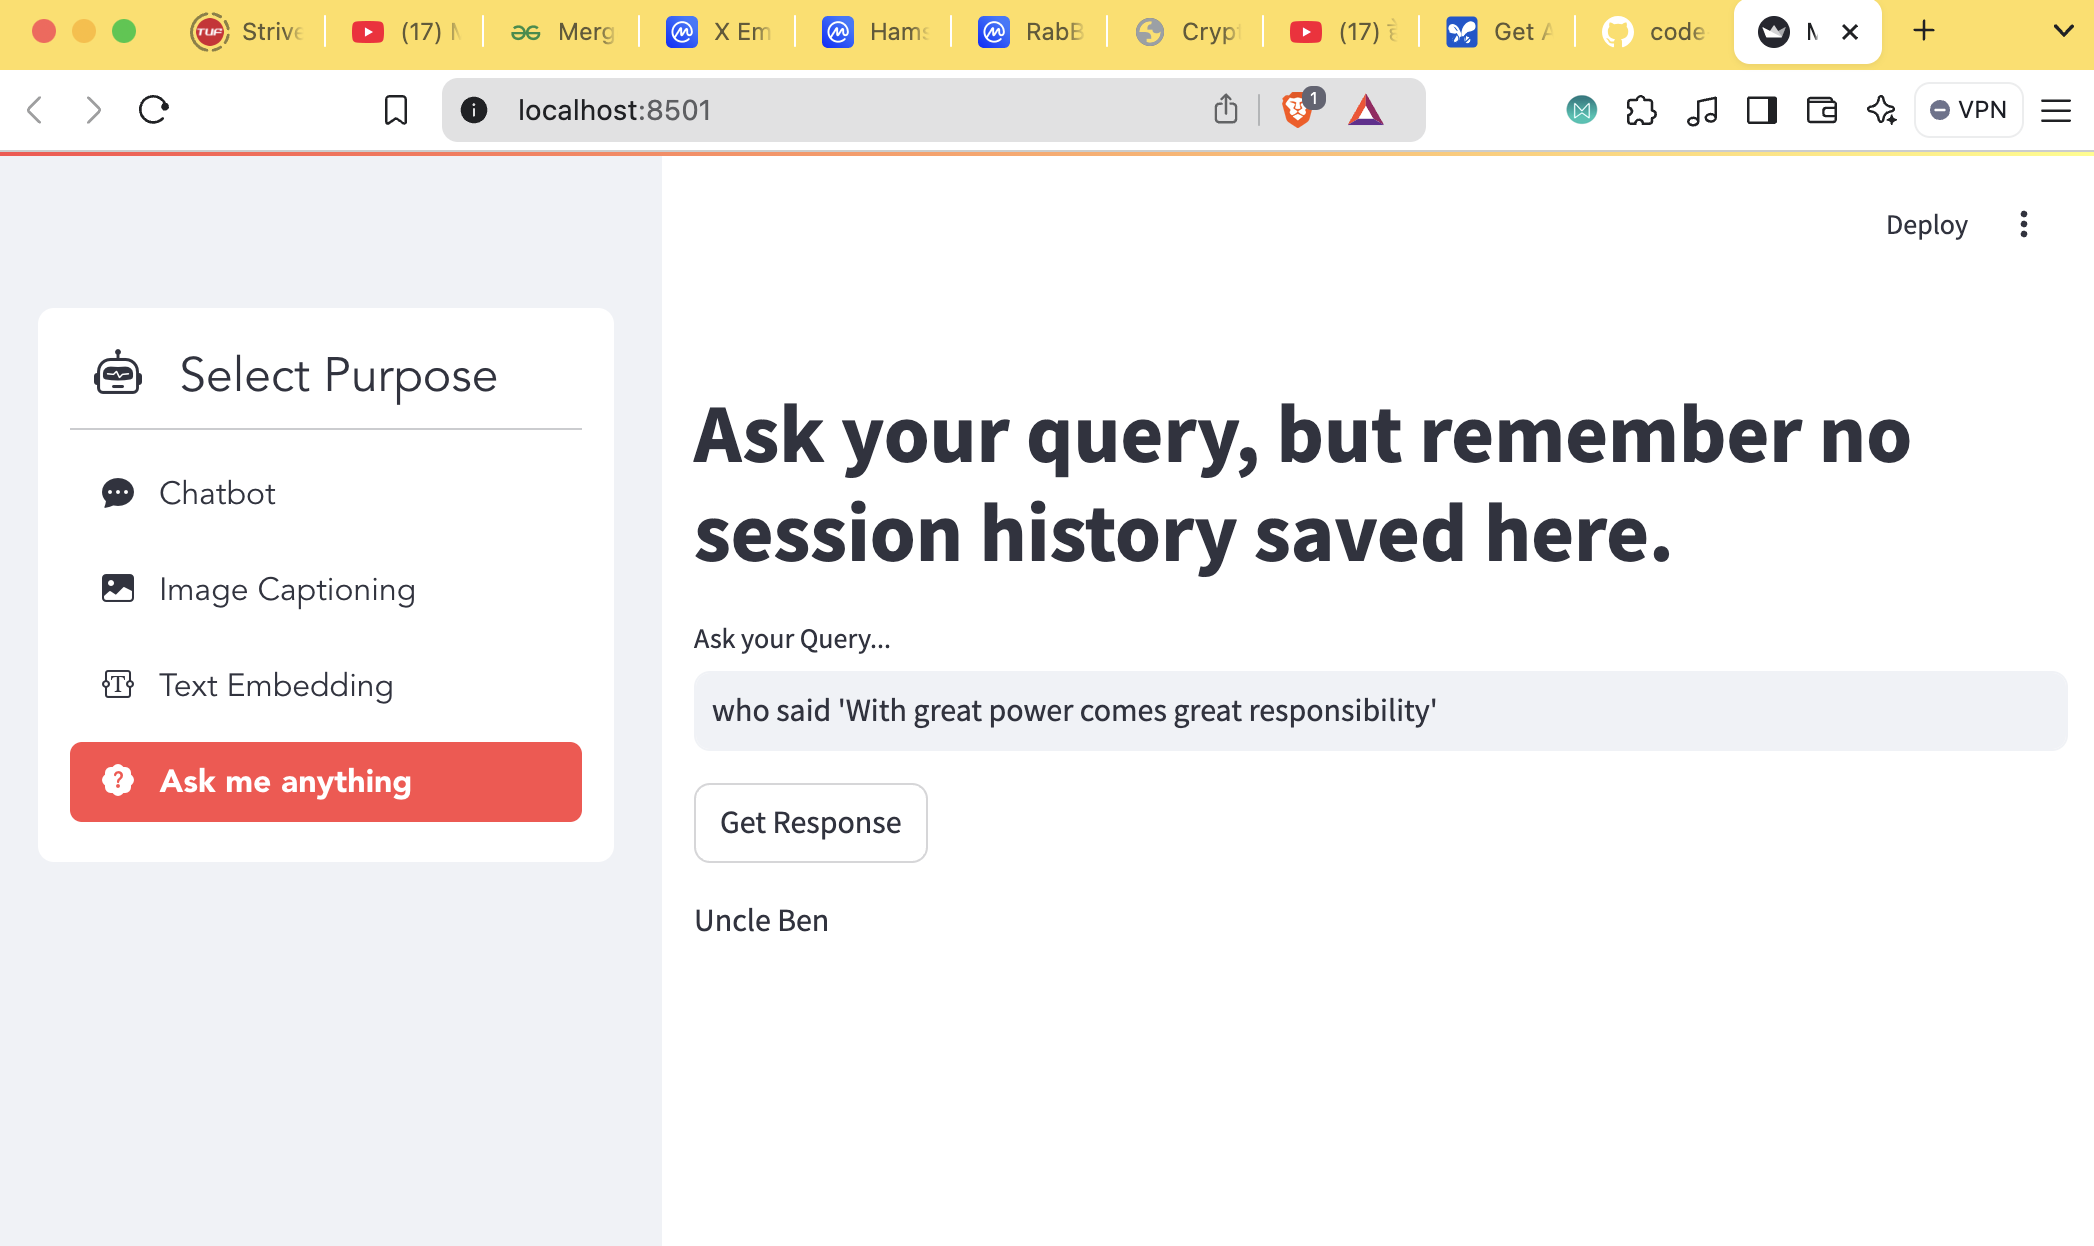 TUF Strive (17) Merg X Em Hams RabB Cryp (17) Get A code
localhost:8501 1 VPN
Deploy
Select Purpose
Chatbot
Image Captioning
Text Embedding
Ask me anything
Ask your query, but remember no
session history saved here.
Ask your Query...
who said 'With great power comes great responsibility'
Get Response
Uncle Ben